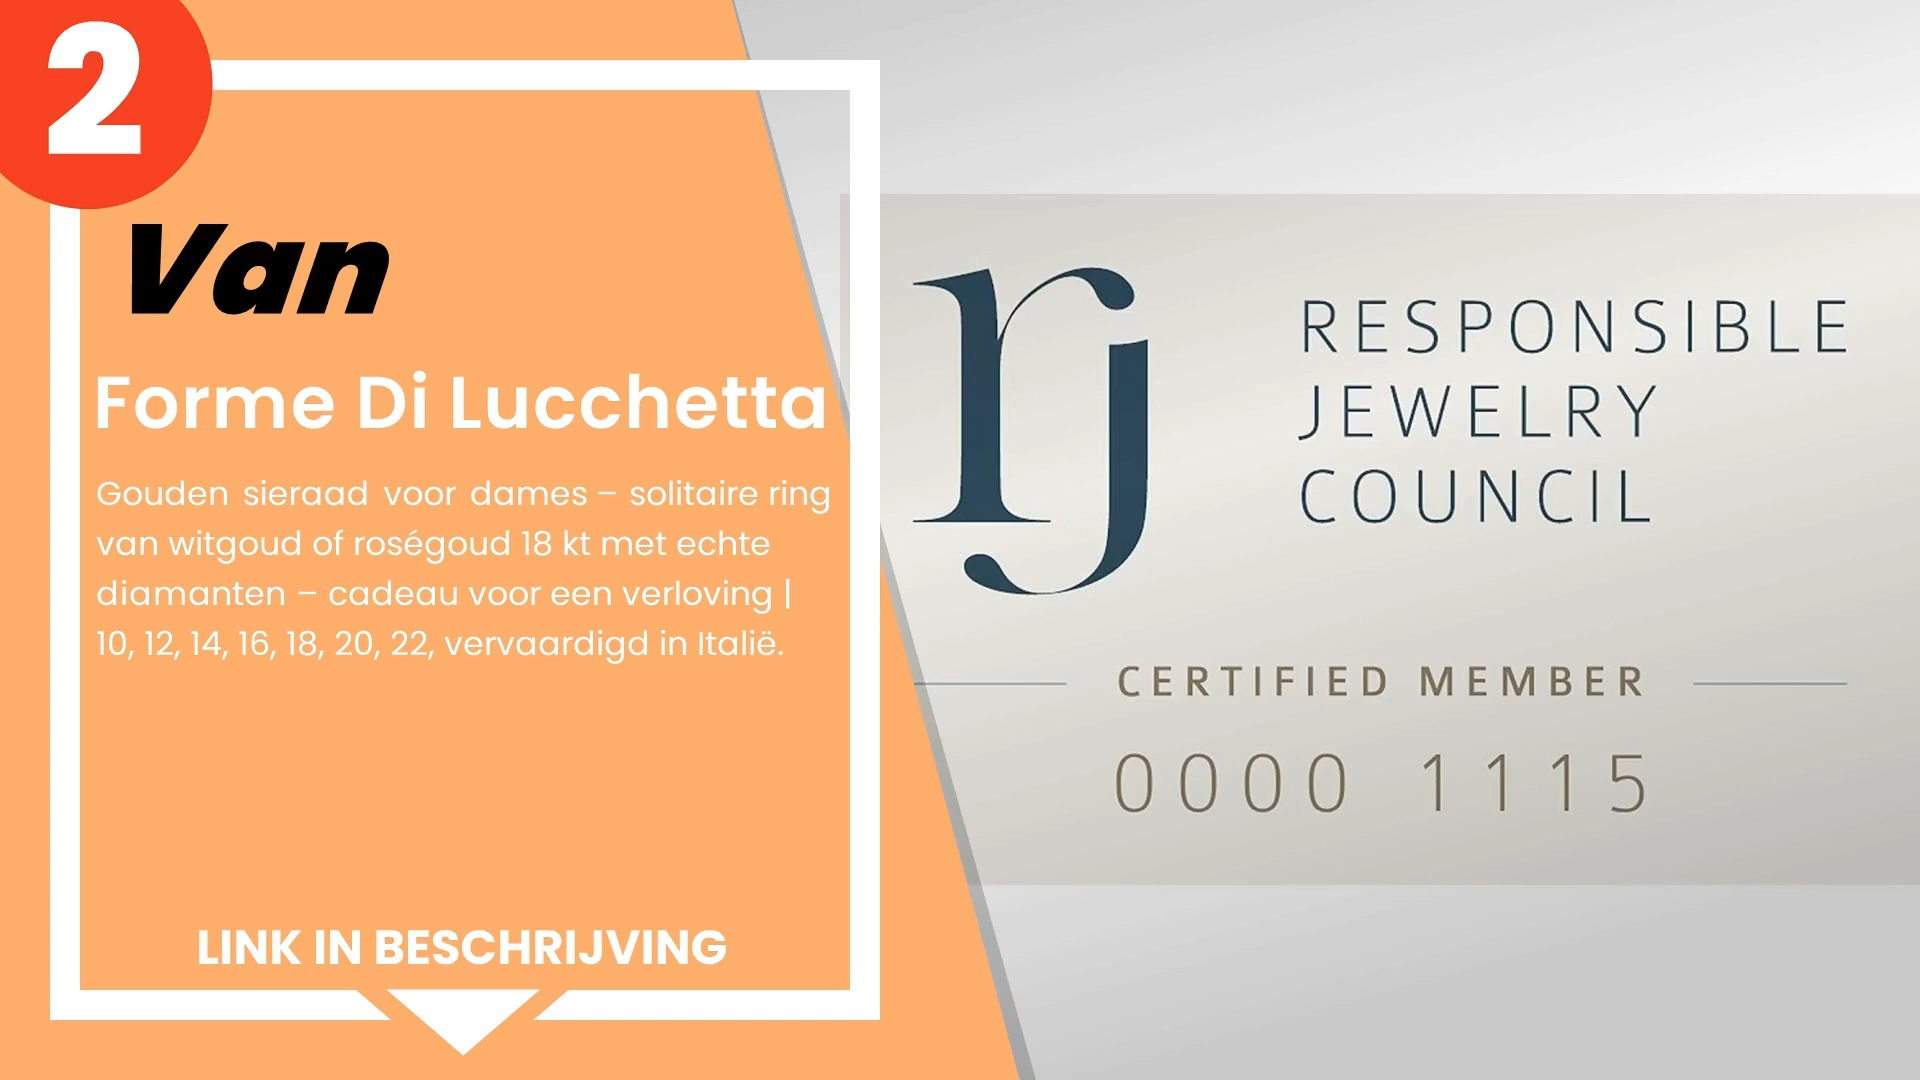 2
Van
Forme Di Lucchetta
Gouden sieraad voor dames – solitaire ring
van witgoud of roségoud 18 kt met echte
diamanten – cadeau voor een verloving |
10, 12, 14, 16, 18, 20, 22, vervaardigd in Italië.
LINK IN BESCHRIJVING
rj
RESPONSIBLE
JEWELRY
COUNCIL
CERTIFIED MEMBER
0000 1115